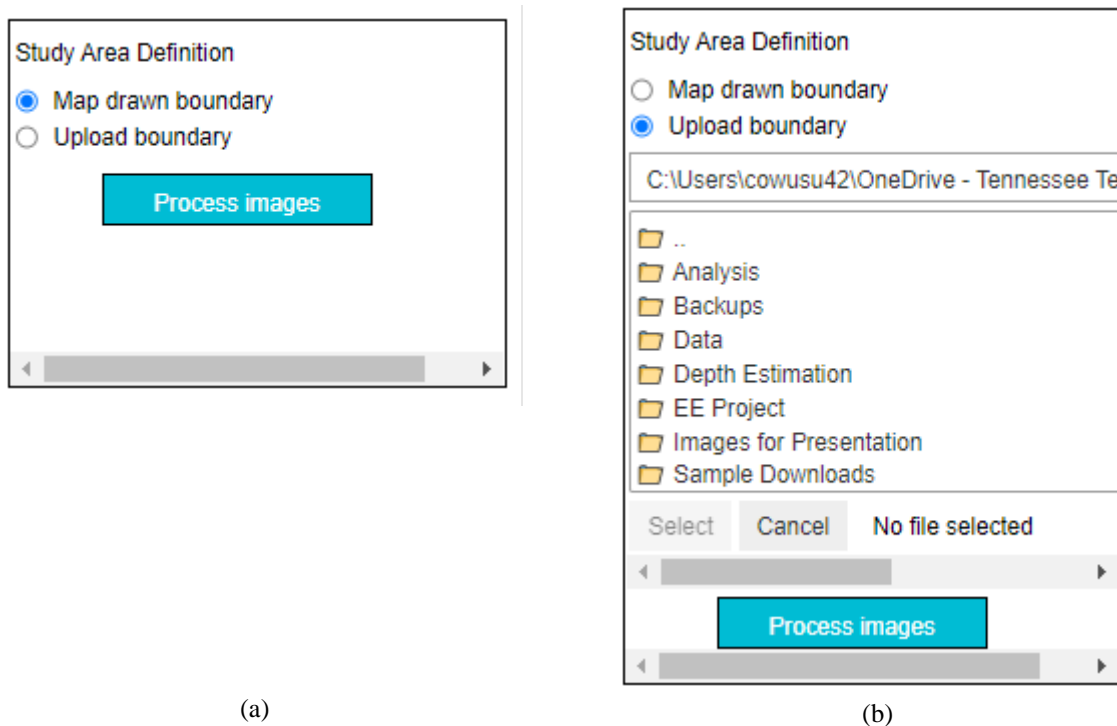 Study Area Definition
Map drawn boundary
Upload boundary
Process images
(a)
Study Area Definition
Map drawn boundary
Upload boundary
C:\Users\cowusu42\OneDrive - Tennessee Te
..
Analysis
Backups
Data
Depth Estimation
EE Project
Images for Presentation
Sample Downloads
Select Cancel No file selected
Process images
(b)